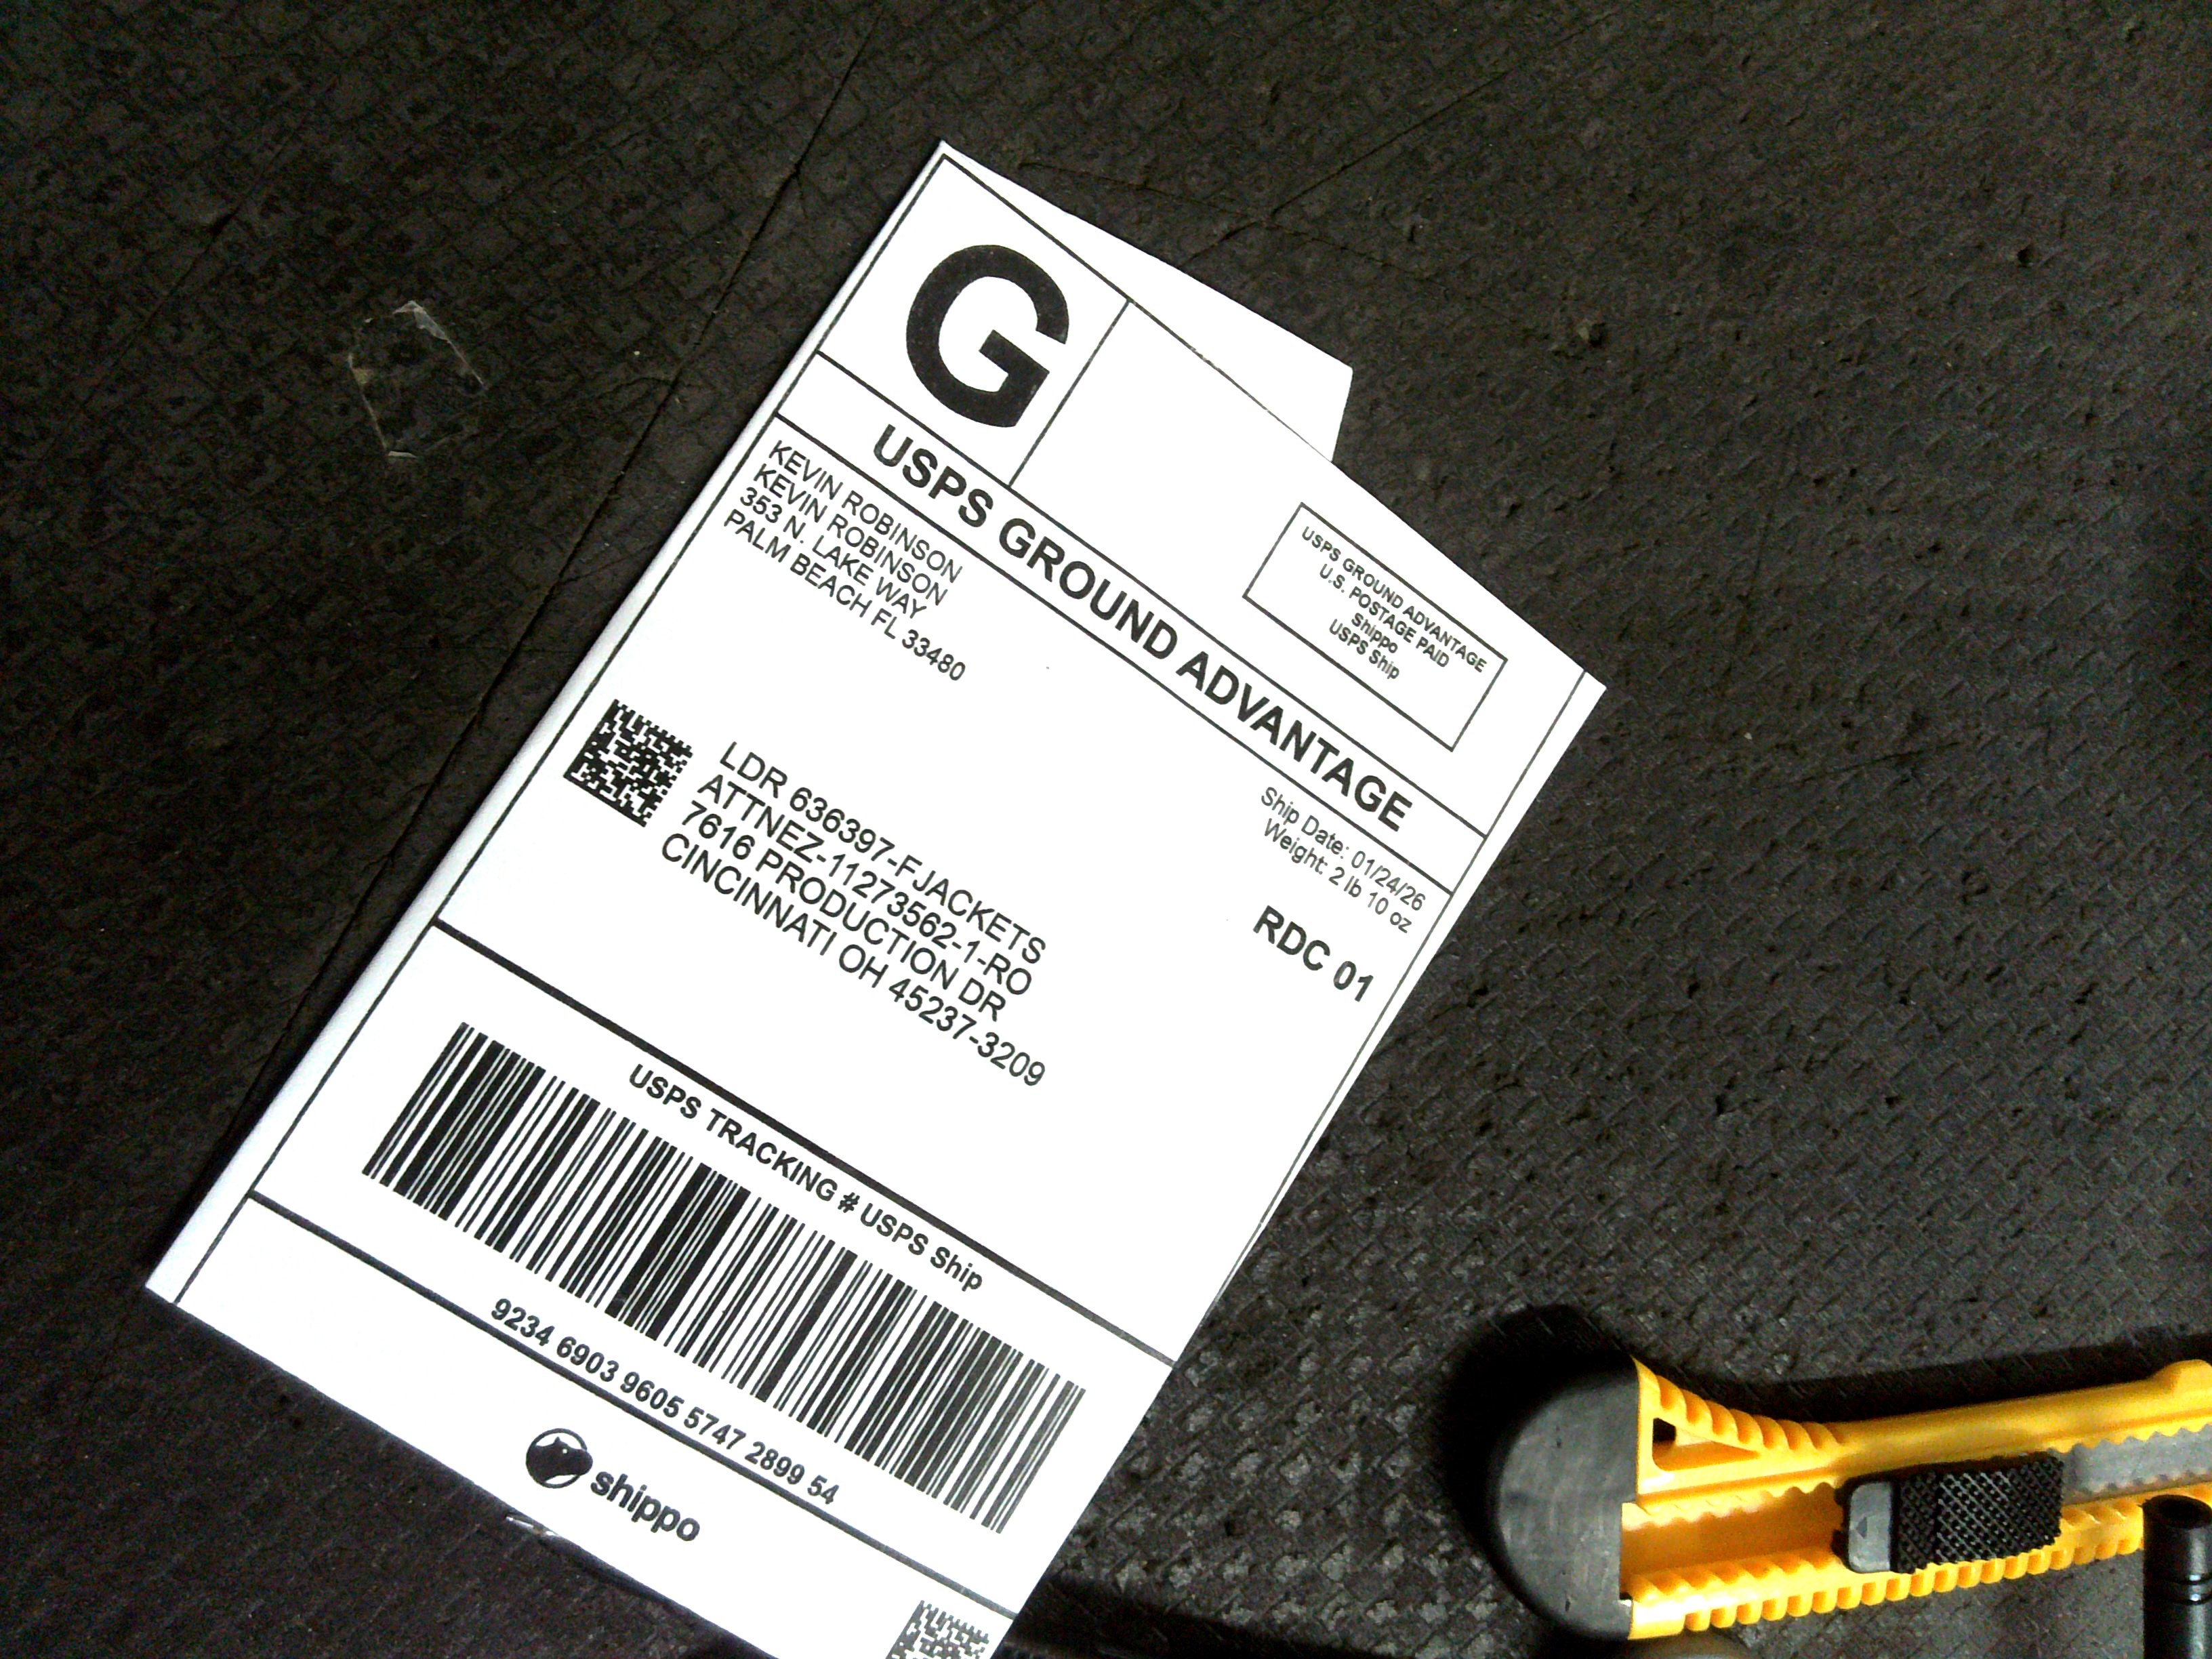 G
USPS GROUND ADVANTAGE
U.S. POSTAGE PAID
Shippo
USPS Ship
USPS GROUND ADVANTAGE
KEVIN ROBINSON
KEVIN ROBINSON
353 N. LAKE WAY
PALM BEACH FL 33480
Ship Date: 01/24/26
Weight: 2 lb 10 oz
RDC 01
LDR 636397-FJACKETS
ATTNEZ-11273562-1-RO
7616 PRODUCTION DR
CINCINNATI OH 45237-3209
USPS TRACKING # USPS Ship
9234 6903 9605 5747 2899 54
shippo